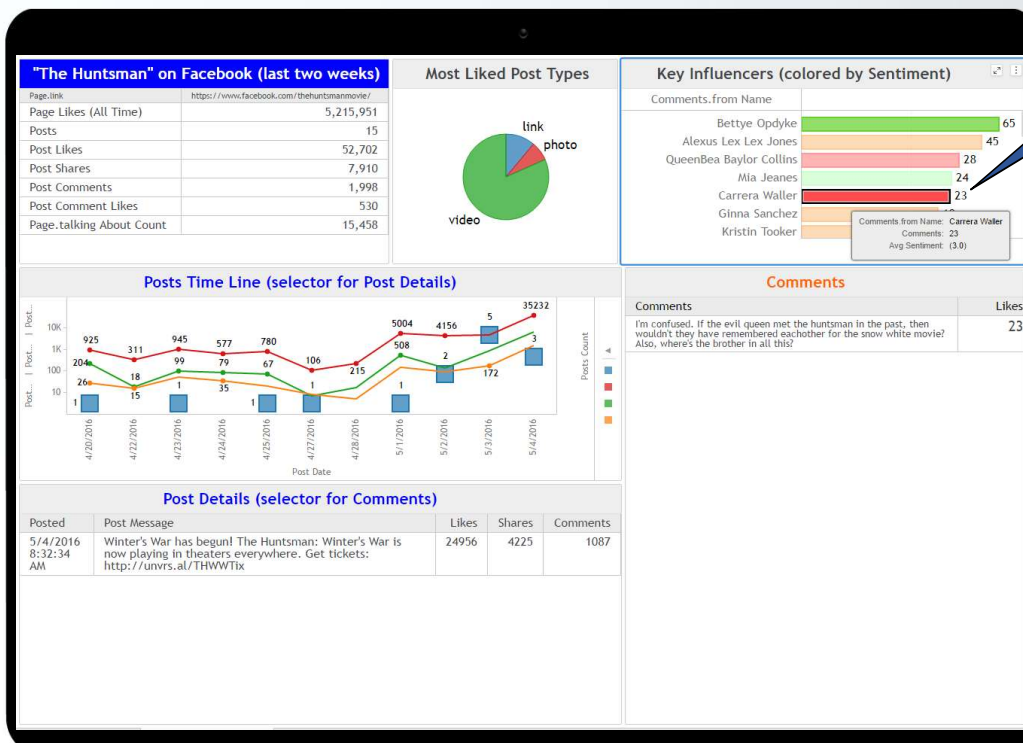 "The Huntsman" on Facebook (last two weeks)
Page.link https://www.facebook.com/thehuntsmanmovie/
Page Likes (All Time) 5,215,951
Posts 15
Post Likes 52,702
Post Shares 7,910
Post Comments 1,998
Post Comment Likes 530
Page.talking About Count 15,458
Most Liked Post Types
link
photo
video
Key Influencers (colored by Sentiment)
Comments.from Name
Bettye Opdyke 65
Alexus Lex Lex Jones 45
QueenBea Baylor Collins 28
Mia Jeanes 24
Carrera Waller 23
Ginna Sanchez
Kristin Tooker
Comments.from Name: Carrera Waller
Comments: 23
Avg Sentiment: (3.0)
Posts Time Line (selector for Post Details)
Post... | Post... | Post...
10K
1K
100
10
925 311 945 577 780 106 215 5004 4156 5 35232
204 18 99 79 67 1 508 2 3
26 15 1 35 1 172
1 1
4/20/2016 4/22/2016 4/23/2016 4/24/2016 4/25/2016 4/27/2016 4/28/2016 5/1/2016 5/2/2016 5/3/2016 5/4/2016
Post Date
Posts Count
Comments
Comments Likes
I'm confused. If the evil queen met the huntsman in the past, then 23
wouldn't they have remembered eachother for the snow white movie?
Also, where's the brother in all this?
Post Details (selector for Comments)
Posted Post Message Likes Shares Comments
5/4/2016 Winter's War has begun! The Huntsman: Winter's War is 24956 4225 1087
8:32:34 now playing in theaters everywhere. Get tickets:
AM http://unvrs.al/THWWTix